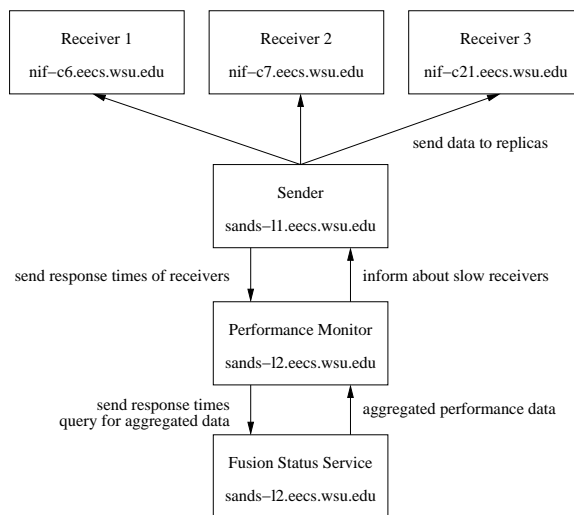 Receiver 1
nif−c6.eecs.wsu.edu
Receiver 2
nif−c7.eecs.wsu.edu
Receiver 3
nif−c21.eecs.wsu.edu
send data to replicas
Sender
sands−l1.eecs.wsu.edu
send response times of receivers
inform about slow receivers
Performance Monitor
sands−l2.eecs.wsu.edu
send response times
query for aggregated data
aggregated performance data
Fusion Status Service
sands−l2.eecs.wsu.edu